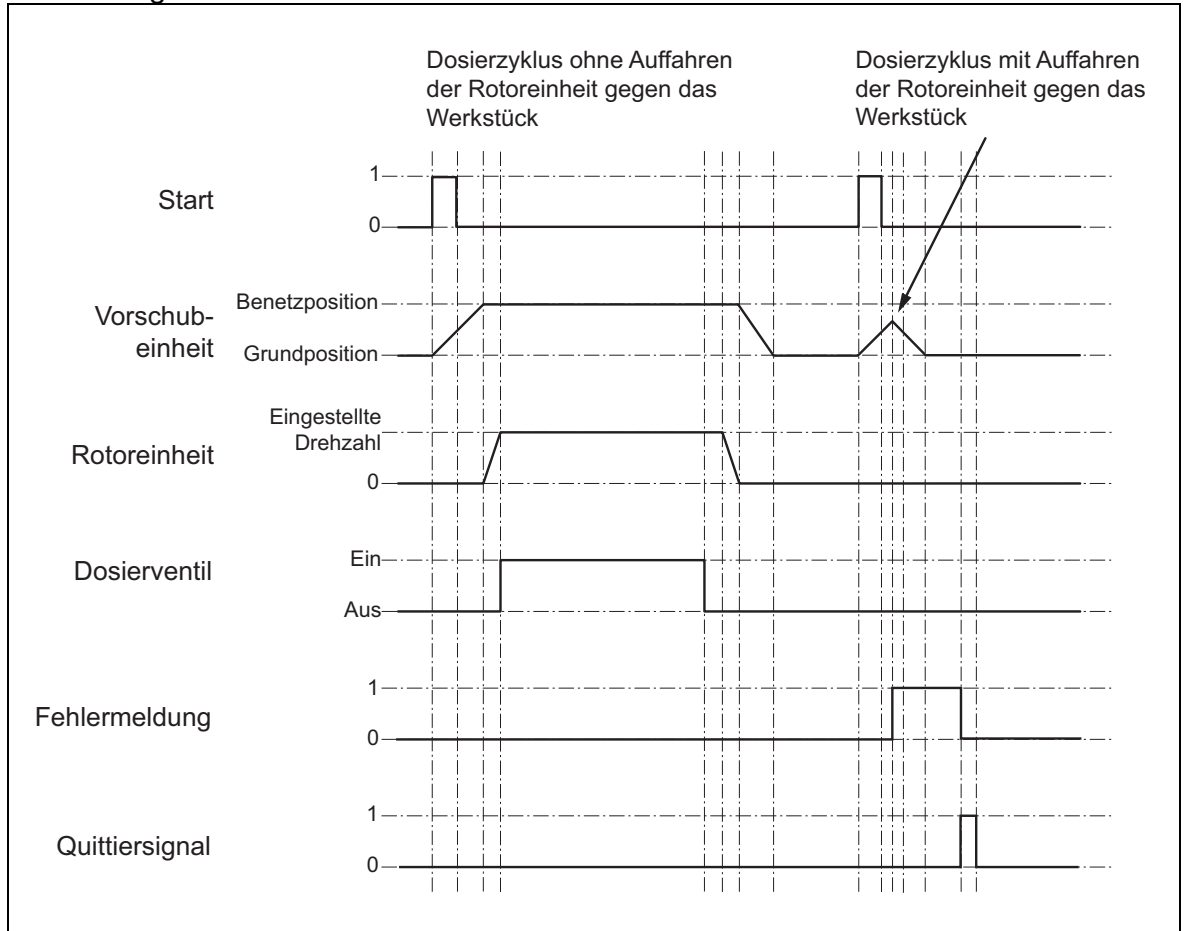 Dosierzyklus ohne Auffahren
der Rotoreinheit gegen das
Werkstück
Dosierzyklus mit Auffahren
der Rotoreinheit gegen das
Werkstück
Start
1
0
Vorschub-
einheit
Benetzposition
Grundposition
Rotoreinheit
Eingestellte
Drehzahl
0
Dosierventil
Ein
Aus
Fehlermeldung
1
0
Quittiersignal
1
0